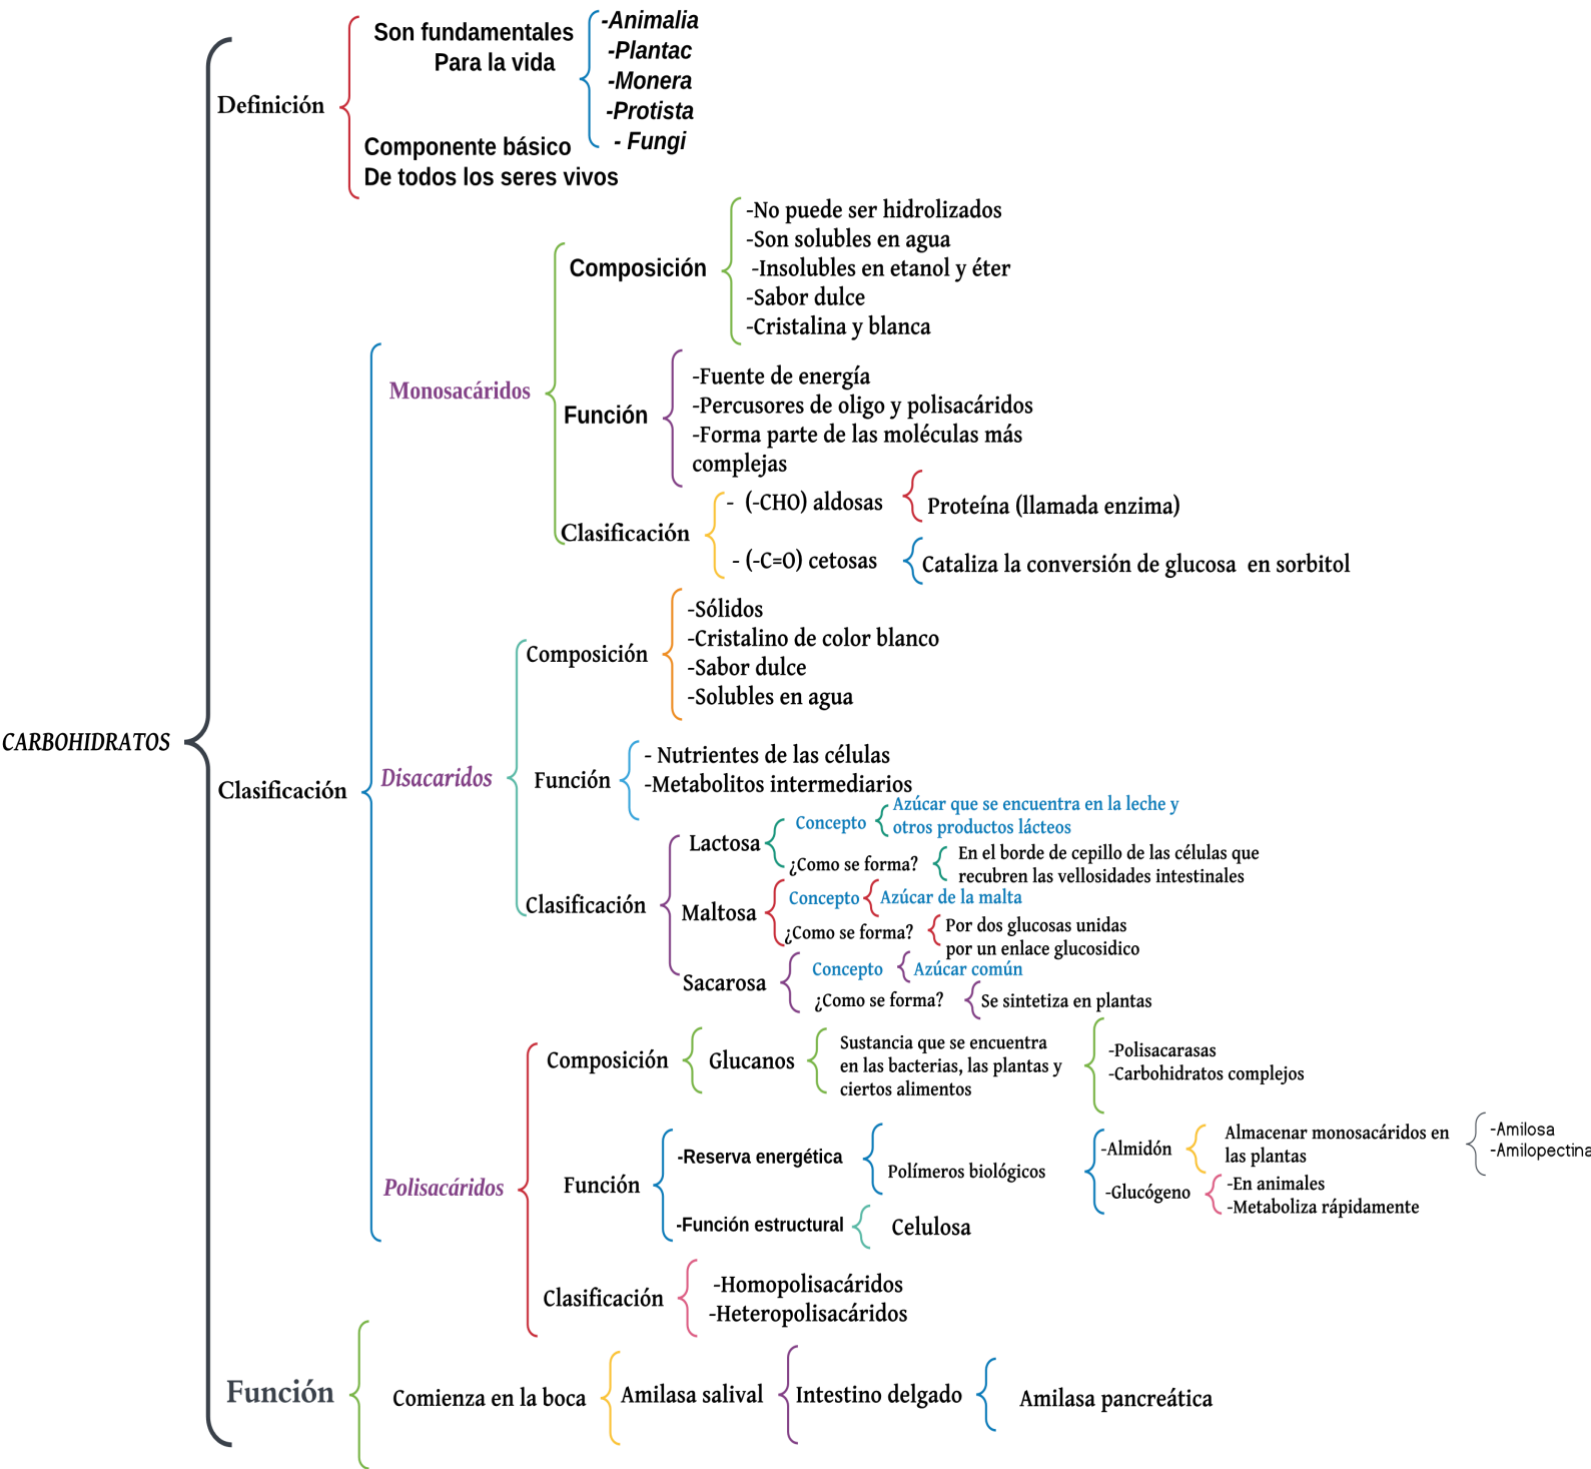 CARBOHIDRATOS
Definición
Son fundamentales
Para la vida
-Animalia
-Plantac
-Monera
-Protista
- Fungi
Componente básico
De todos los seres vivos
Clasificación
Monosacáridos
Composición
-No puede ser hidrolizados
-Son solubles en agua
-Insolubles en etanol y éter
-Sabor dulce
-Cristalina y blanca
Función
-Fuente de energía
-Percusores de oligo y polisacáridos
-Forma parte de las moléculas más
complejas
Clasificación
- (-CHO) aldosas
Proteína (llamada enzima)
- (-C=O) cetosas
Cataliza la conversión de glucosa en sorbitol
Disacaridos
Composición
-Sólidos
-Cristalino de color blanco
-Sabor dulce
-Solubles en agua
Función
- Nutrientes de las células
-Metabolitos intermediarios
Clasificación
Lactosa
Concepto
Azúcar que se encuentra en la leche y
otros productos lácteos
¿Como se forma?
En el borde de cepillo de las células que
recubren las vellosidades intestinales
Maltosa
Concepto
Azúcar de la malta
¿Como se forma?
Por dos glucosas unidas
por un enlace glucosidico
Sacarosa
Concepto
Azúcar común
¿Como se forma?
Se sintetiza en plantas
Polisacáridos
Composición
Glucanos
Sustancia que se encuentra
en las bacterias, las plantas y
ciertos alimentos
-Polisacarasas
-Carbohidratos complejos
Función
-Reserva energética
Polímeros biológicos
-Almidón
Almacenar monosacáridos en
las plantas
-Amilosa
-Amilopectina
-Glucógeno
-En animales
-Metaboliza rápidamente
-Función estructural
Celulosa
Clasificación
-Homopolisacáridos
-Heteropolisacáridos
Función
Comienza en la boca
Amilasa salival
Intestino delgado
Amilasa pancreática